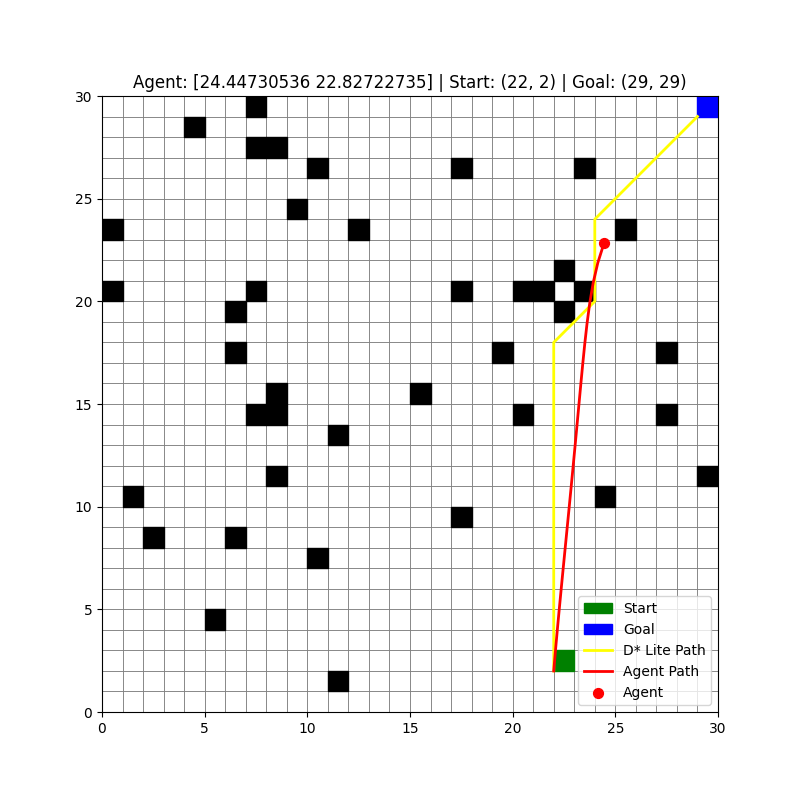 Agent: [24.44730536 22.82722735] | Start: (22, 2) | Goal: (29, 29)
30
25
20
15
10
5
0
0 5 10 15 20 25 30
Start
Goal
D* Lite Path
Agent Path
Agent